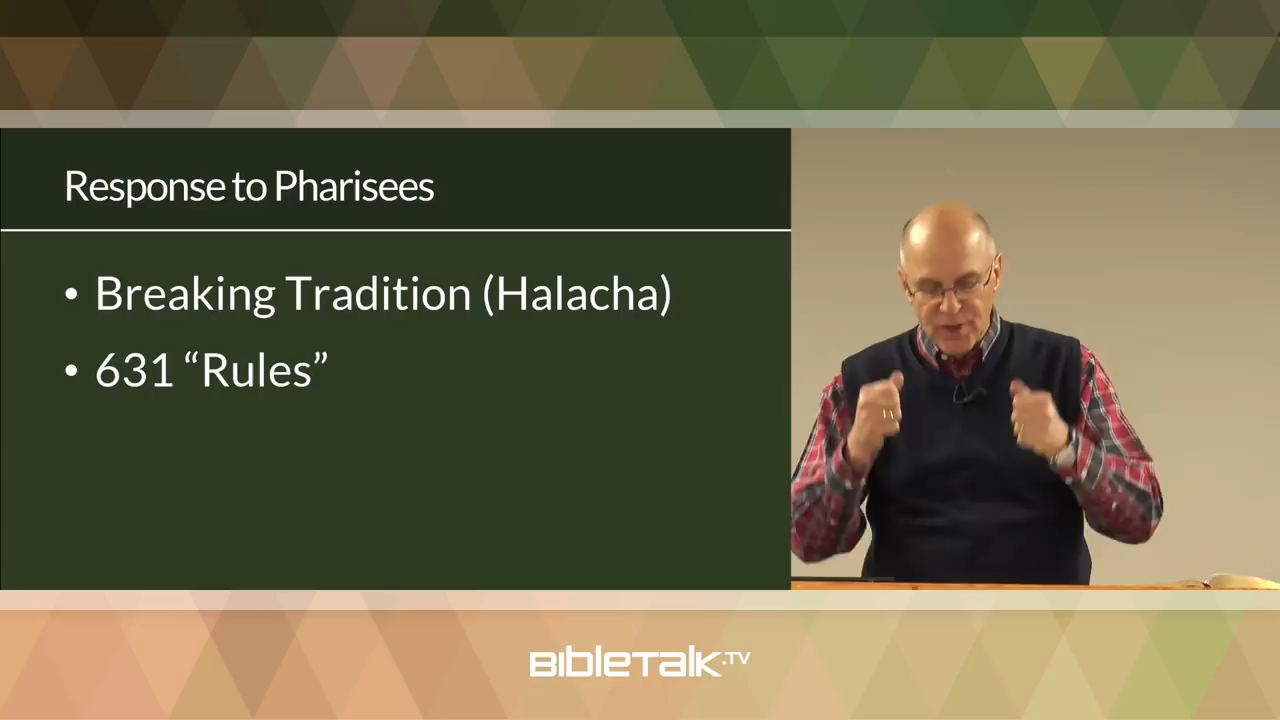 Response to Pharisees
• Breaking Tradition (Halacha)
• 631 “Rules”
BIBLETALK.TV